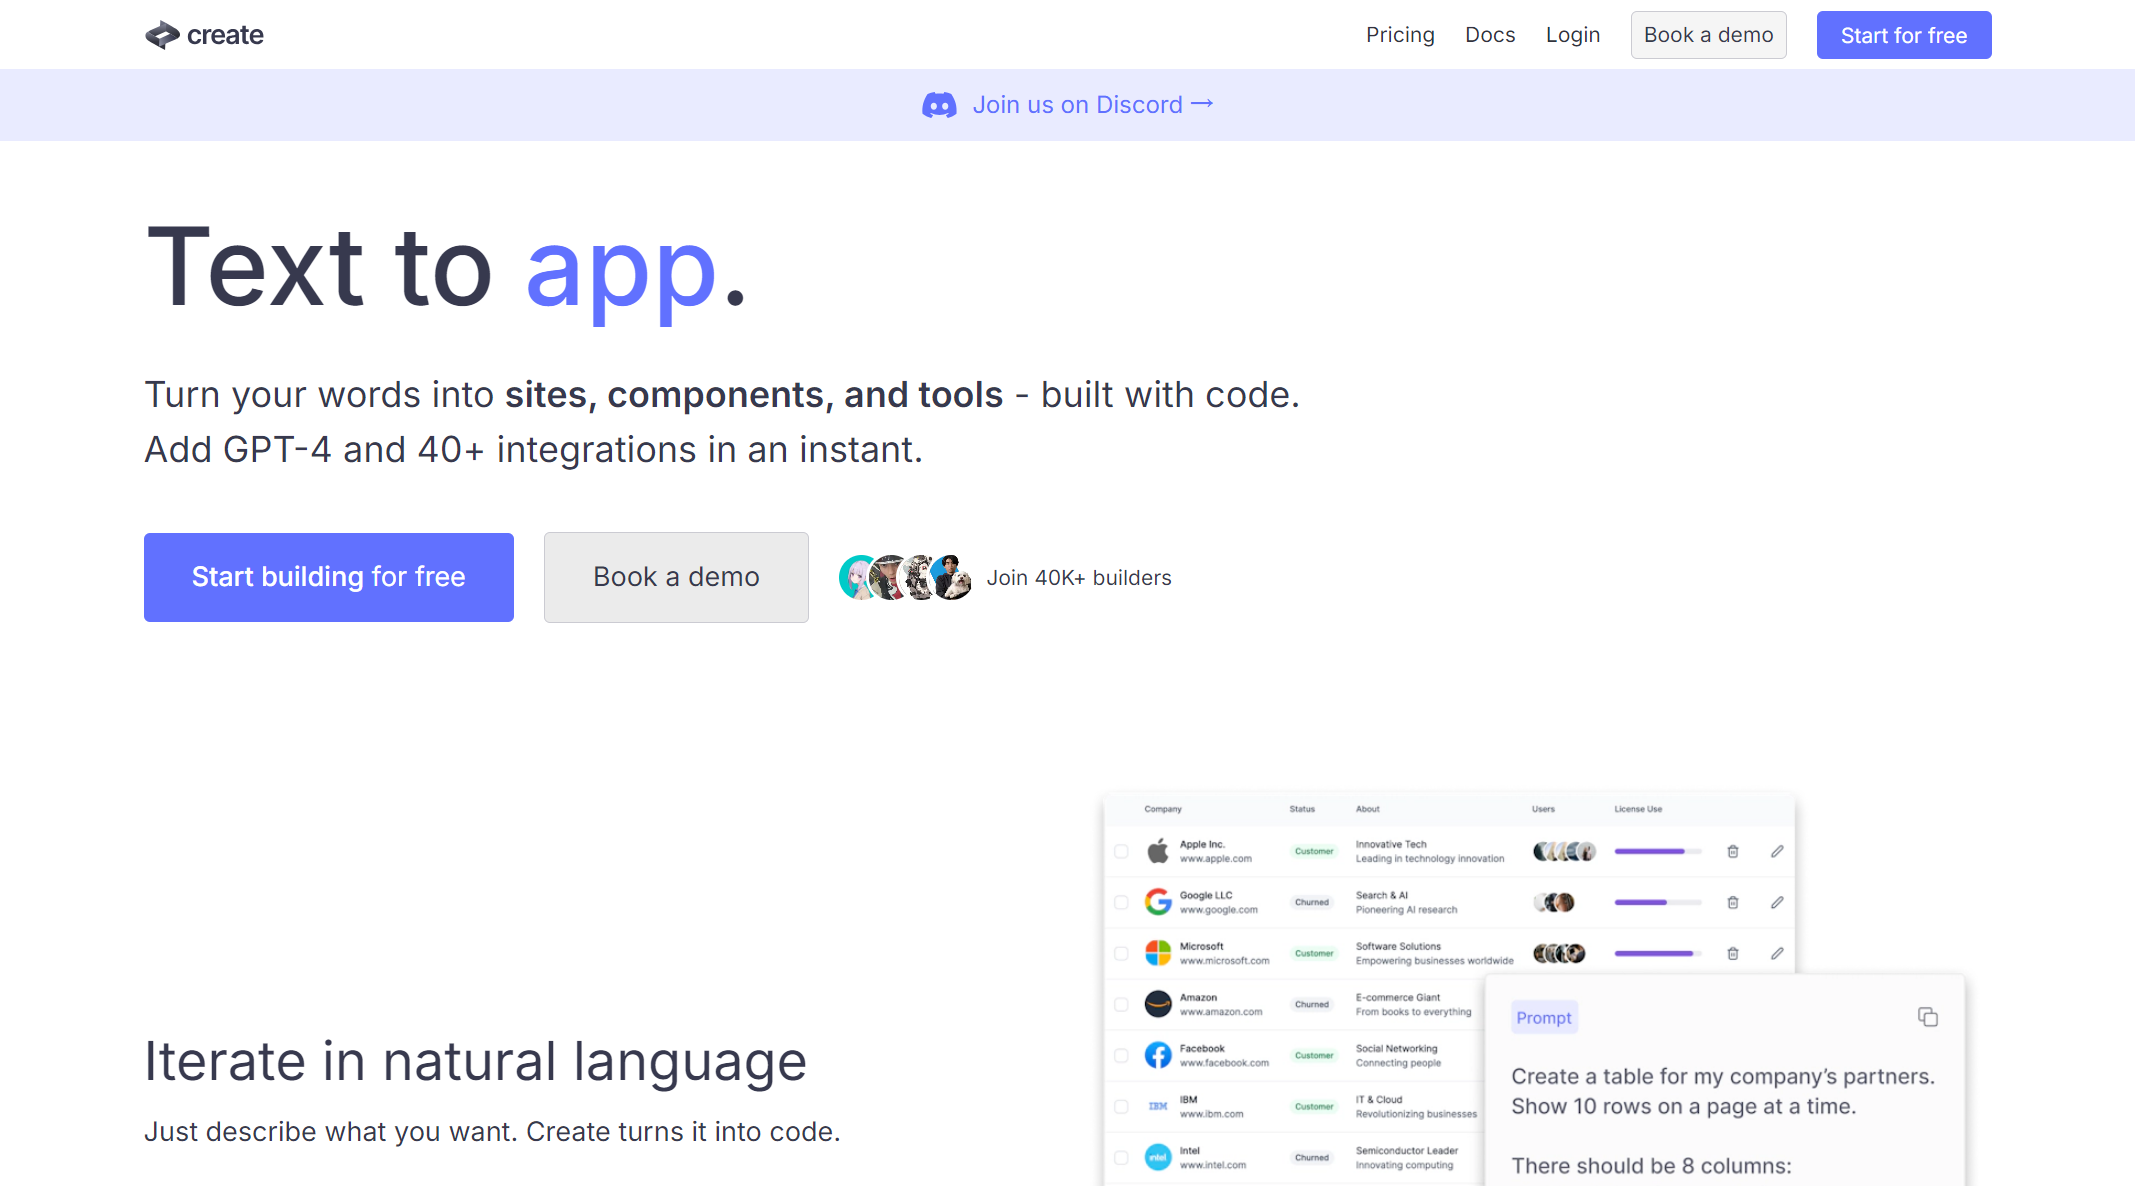 create
Pricing
Docs
Login
Book a demo
Start for free
Join us on Discord →
Text to app.
Turn your words into sites, components, and tools - built with code.
Add GPT-4 and 40+ integrations in an instant.
Start building for free
Book a demo
Join 40K+ builders
Iterate in natural language
Just describe what you want. Create turns it into code.
Company Status About Users License Use
Apple Inc.
www.apple.com
Customer
Innovative Tech
Leading in technology innovation
Google LLC
www.google.com
Churned
Search & AI
Pioneering AI research
Microsoft
www.microsoft.com
Customer
Software Solutions
Empowering businesses worldwide
Amazon
www.amazon.com
Churned
E-commerce Giant
From books to everything
Facebook
www.facebook.com
Customer
Social Networking
Connecting people
IBM
IBM
www.ibm.com
Customer
IT & Cloud
Revolutionizing businesses
intel
Intel
www.intel.com
Churned
Semiconductor Leader
Innovating computing
Prompt
Create a table for my company’s partners.
Show 10 rows on a page at a time.
There should be 8 columns: